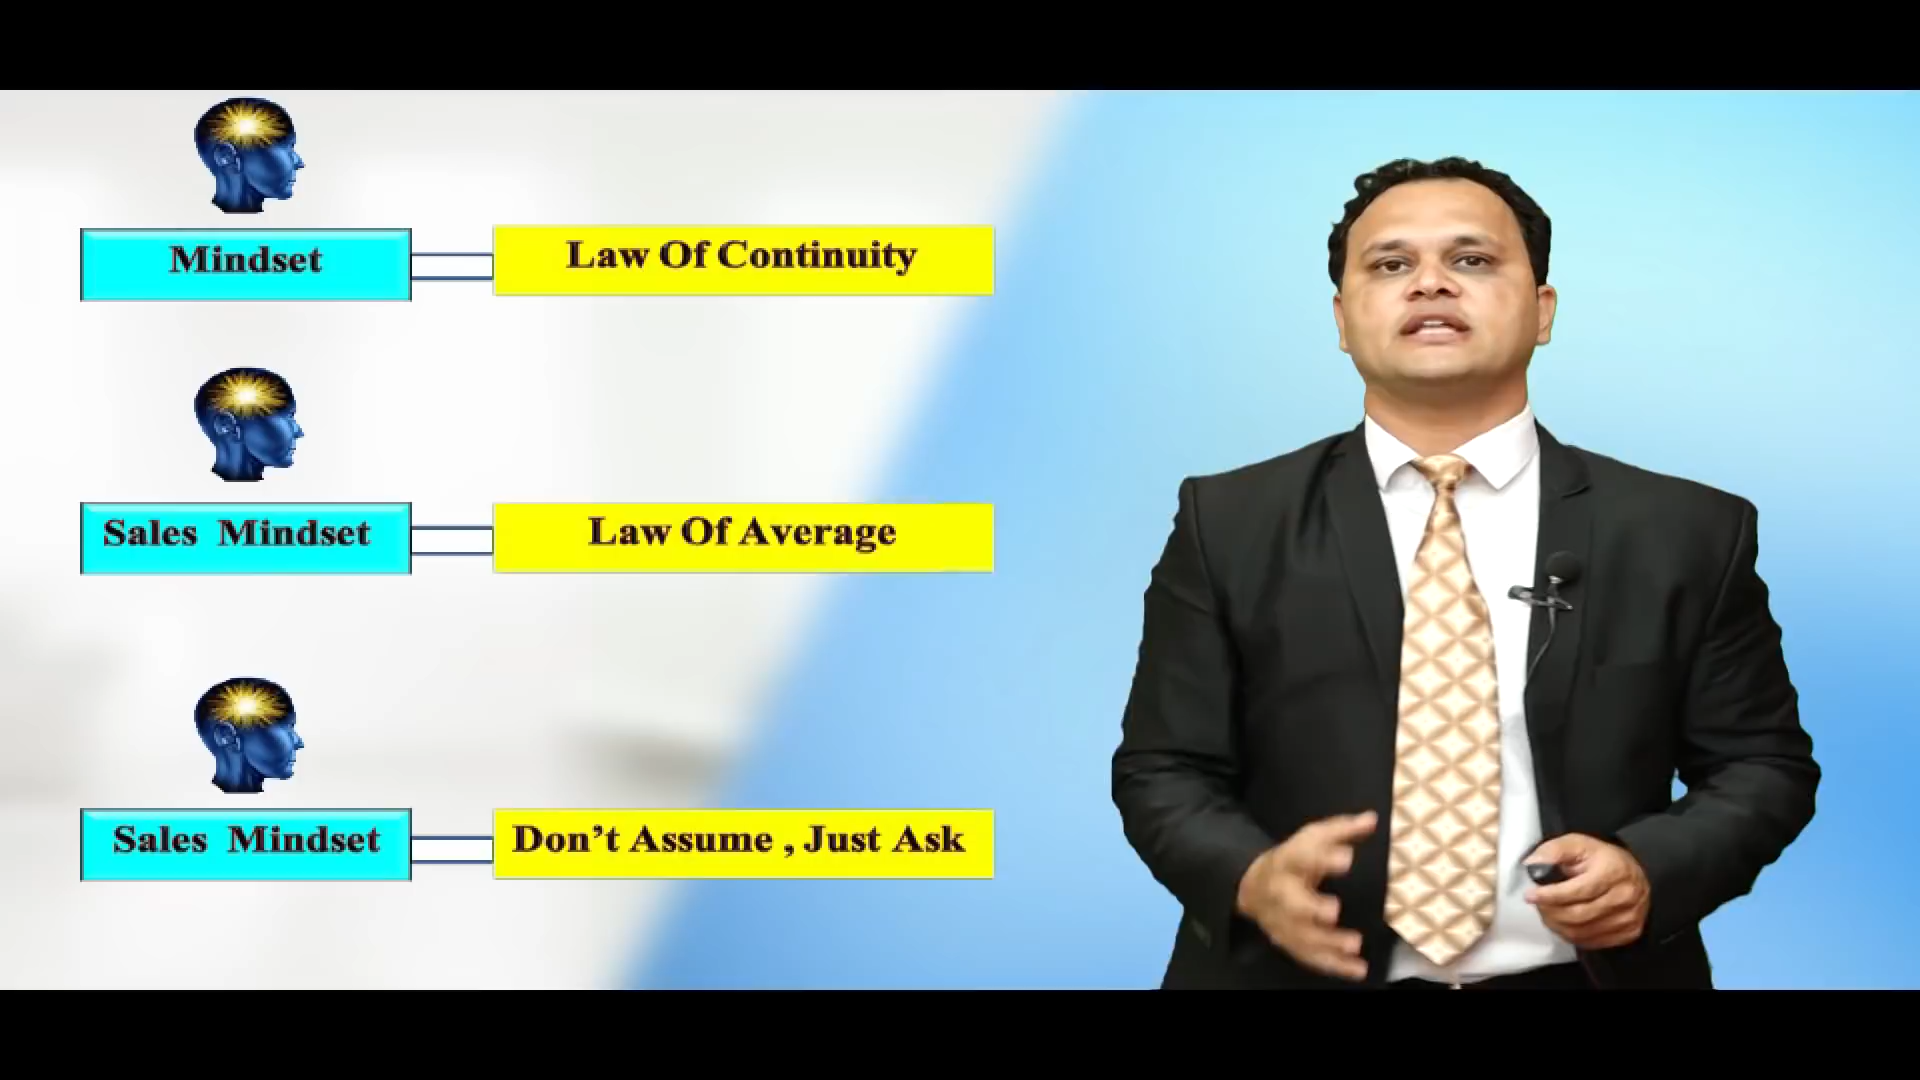 Mindset
Law Of Continuity
Sales Mindset
Law Of Average
Sales Mindset
Don’t Assume , Just Ask